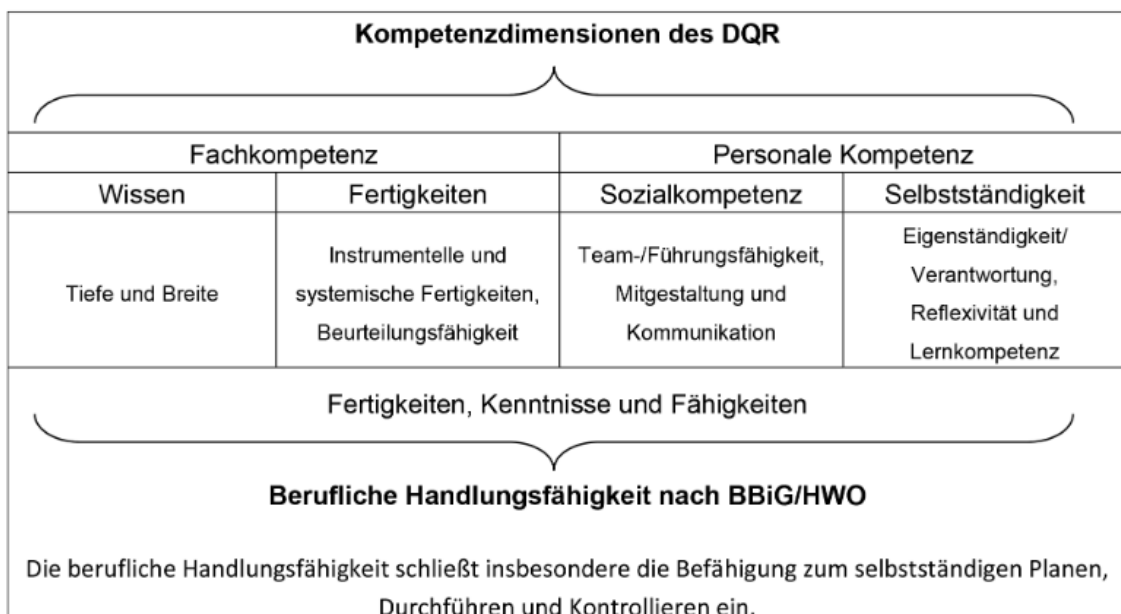 Kompetenzdimensionen des DQR
Fachkompetenz
Personale Kompetenz
Wissen
Fertigkeiten
Sozialkompetenz
Selbstständigkeit
Tiefe und Breite
Instrumentelle und
systemische Fertigkeiten,
Beurteilungsfähigkeit
Team-/Führungsfähigkeit,
Mitgestaltung und
Kommunikation
Eigenständigkeit/
Verantwortung,
Reflexivität und
Lernkompetenz
Fertigkeiten, Kenntnisse und Fähigkeiten
Berufliche Handlungsfähigkeit nach BBiG/HWO
Die berufliche Handlungsfähigkeit schließt insbesondere die Befähigung zum selbstständigen Planen,
Durchführen und Kontrollieren ein.